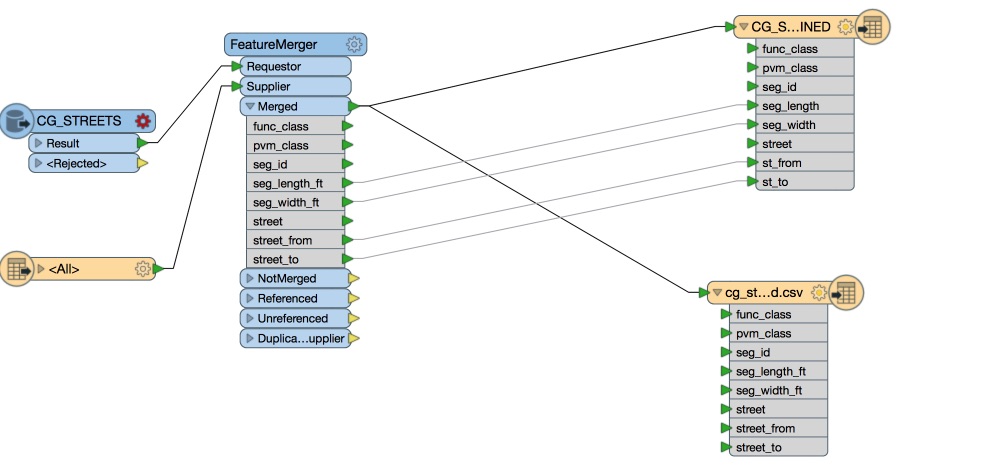 FeatureMerger
Requestor
Supplier
Merged
func_class
pvm_class
seg_id
seg_length_ft
seg_width_ft
street
street_from
street_to
NotMerged
Referenced
Unreferenced
Duplica...upplier
CG_STREETS
Result
<Rejected>
<All>
CG_S...INED
func_class
pvm_class
seg_id
seg_length
seg_width
street
st_from
st_to
cg_st...d.csv
func_class
pvm_class
seg_id
seg_length_ft
seg_width_ft
street
street_from
street_to